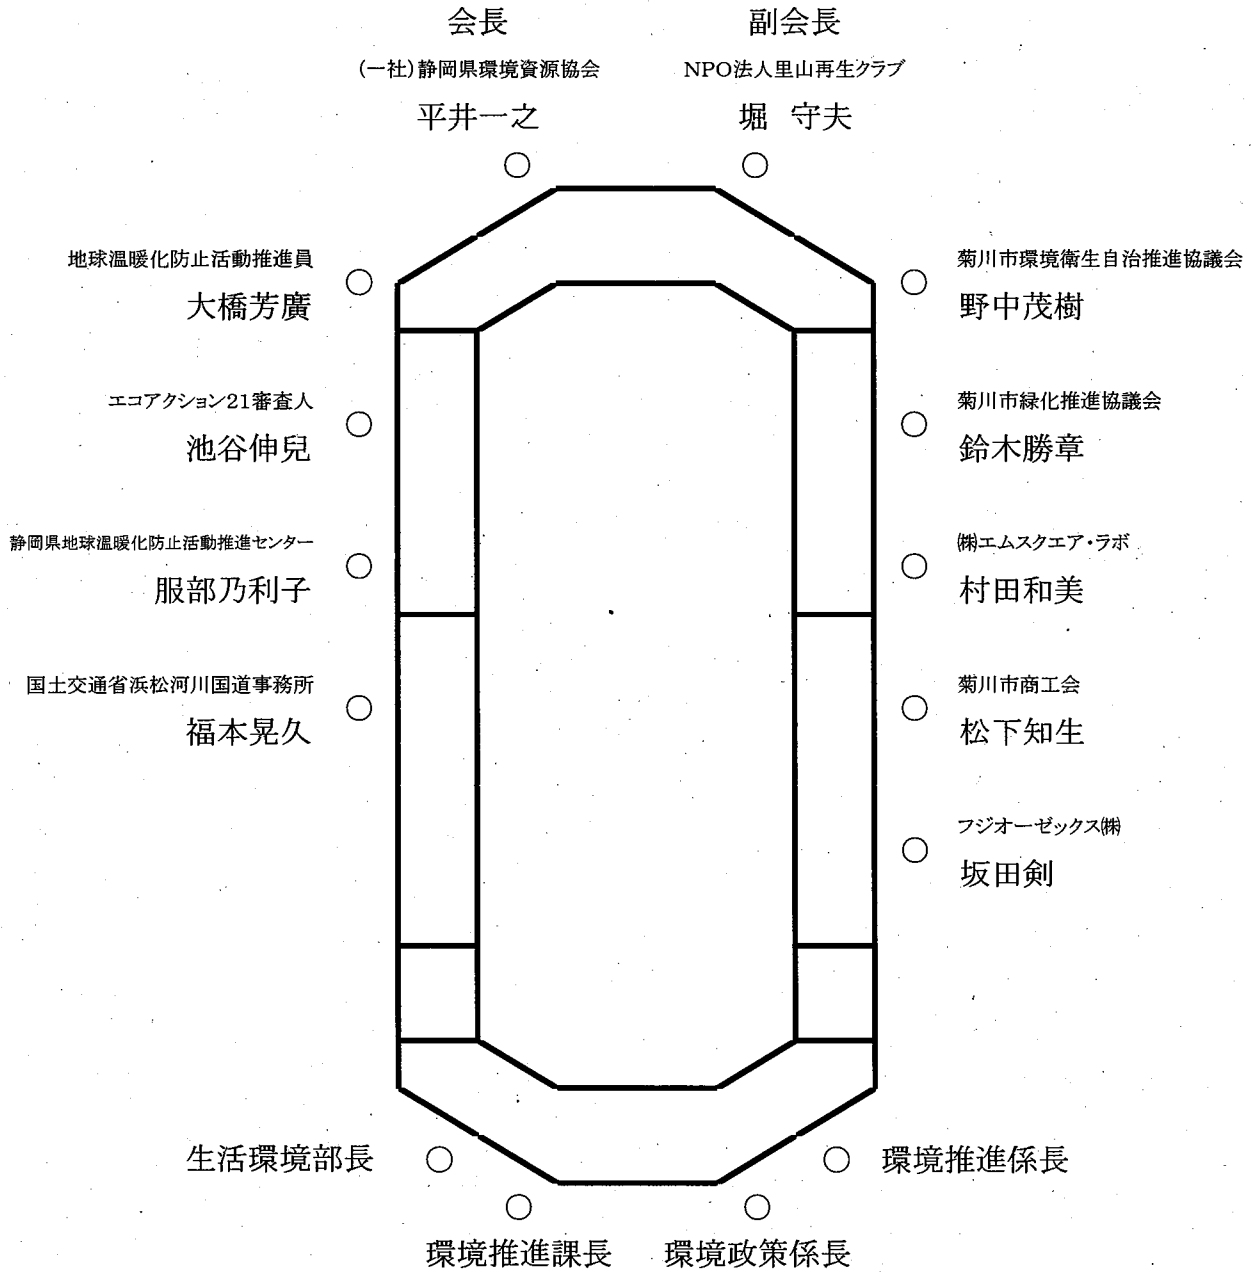 会長
(一社)静岡県環境資源協会
平井一之
副会長
NPO法人里山再生クラブ
堀 守夫
地球温暖化防止活動推進員
大橋芳廣
エコアクション21審査人
池谷伸兒
静岡県地球温暖化防止活動推進センター
服部乃利子
国土交通省浜松河川国道事務所
福本晃久
菊川市環境衛生自治推進協議会
野中茂樹
菊川市緑化推進協議会
鈴木勝章
㈱エムスクエア・ラボ
村田和美
菊川市商工会
松下知生
フジオーゼックス㈱
坂田剣
生活環境部長
環境推進課長
環境政策係長
環境推進係長